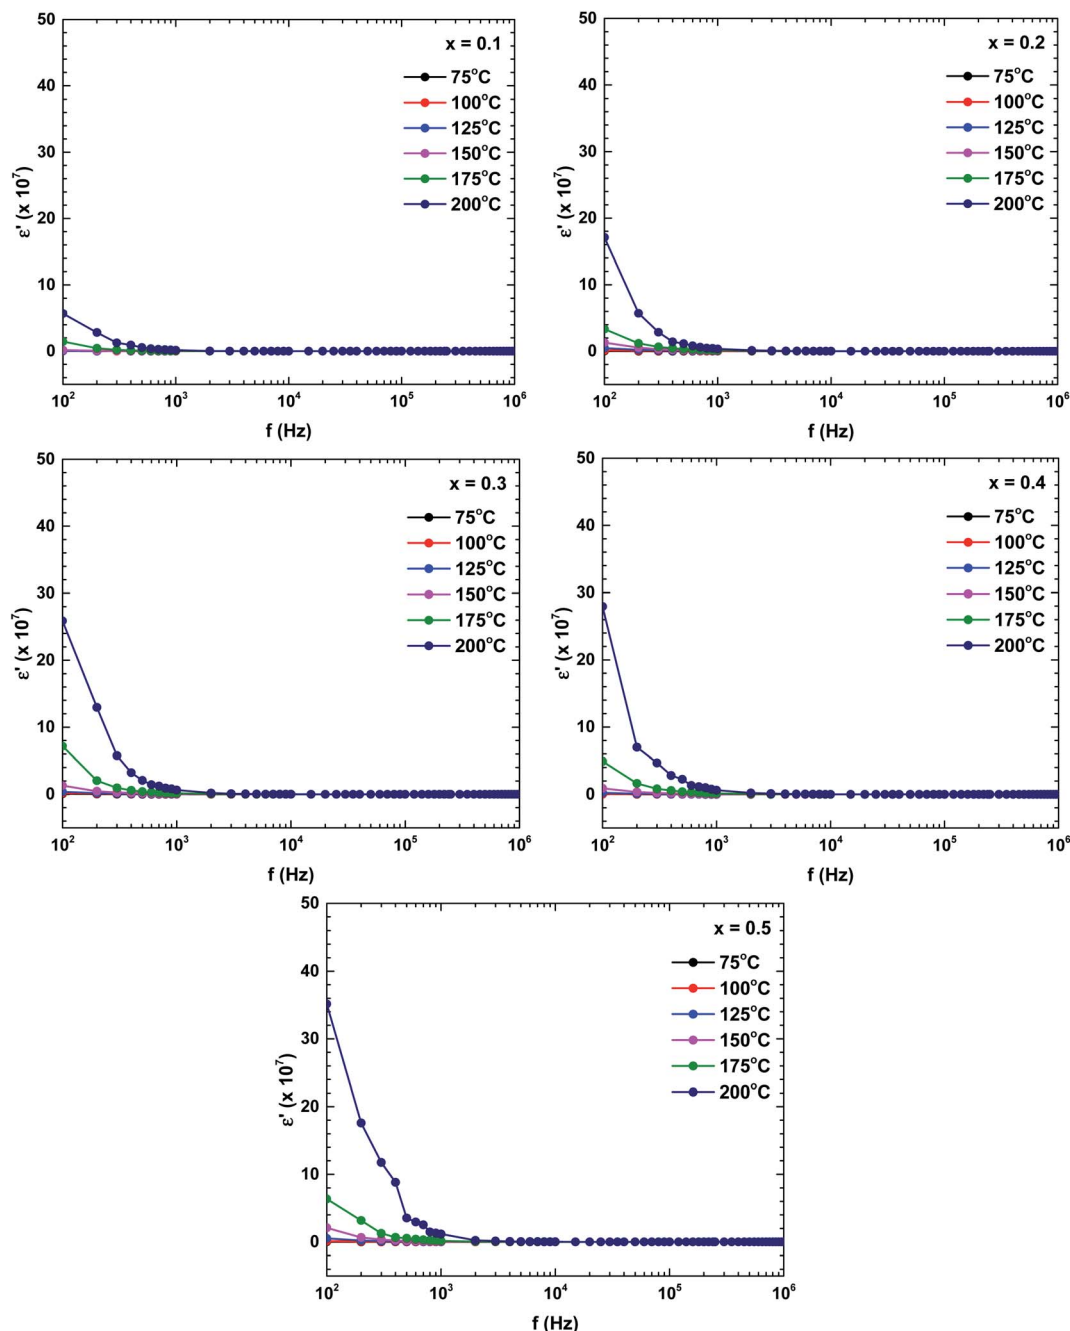 x = 0.1
75°C
100°C
125°C
150°C
175°C
200°C
50
40
30
20
10
0
ε' (x 10⁷)
10² 10³ 10⁴ 10⁵ 10⁶
f (Hz)
x = 0.2
75°C
100°C
125°C
150°C
175°C
200°C
50
40
30
20
10
0
ε' (x 10⁷)
10² 10³ 10⁴ 10⁵ 10⁶
f (Hz)
x = 0.3
75°C
100°C
125°C
150°C
175°C
200°C
50
40
30
20
10
0
ε' (x 10⁷)
10² 10³ 10⁴ 10⁵ 10⁶
f (Hz)
x = 0.4
75°C
100°C
125°C
150°C
175°C
200°C
50
40
30
20
10
0
ε' (x 10⁷)
10² 10³ 10⁴ 10⁵ 10⁶
f (Hz)
x = 0.5
75°C
100°C
125°C
150°C
175°C
200°C
50
40
30
20
10
0
ε' (x 10⁷)
10² 10³ 10⁴ 10⁵ 10⁶
f (Hz)